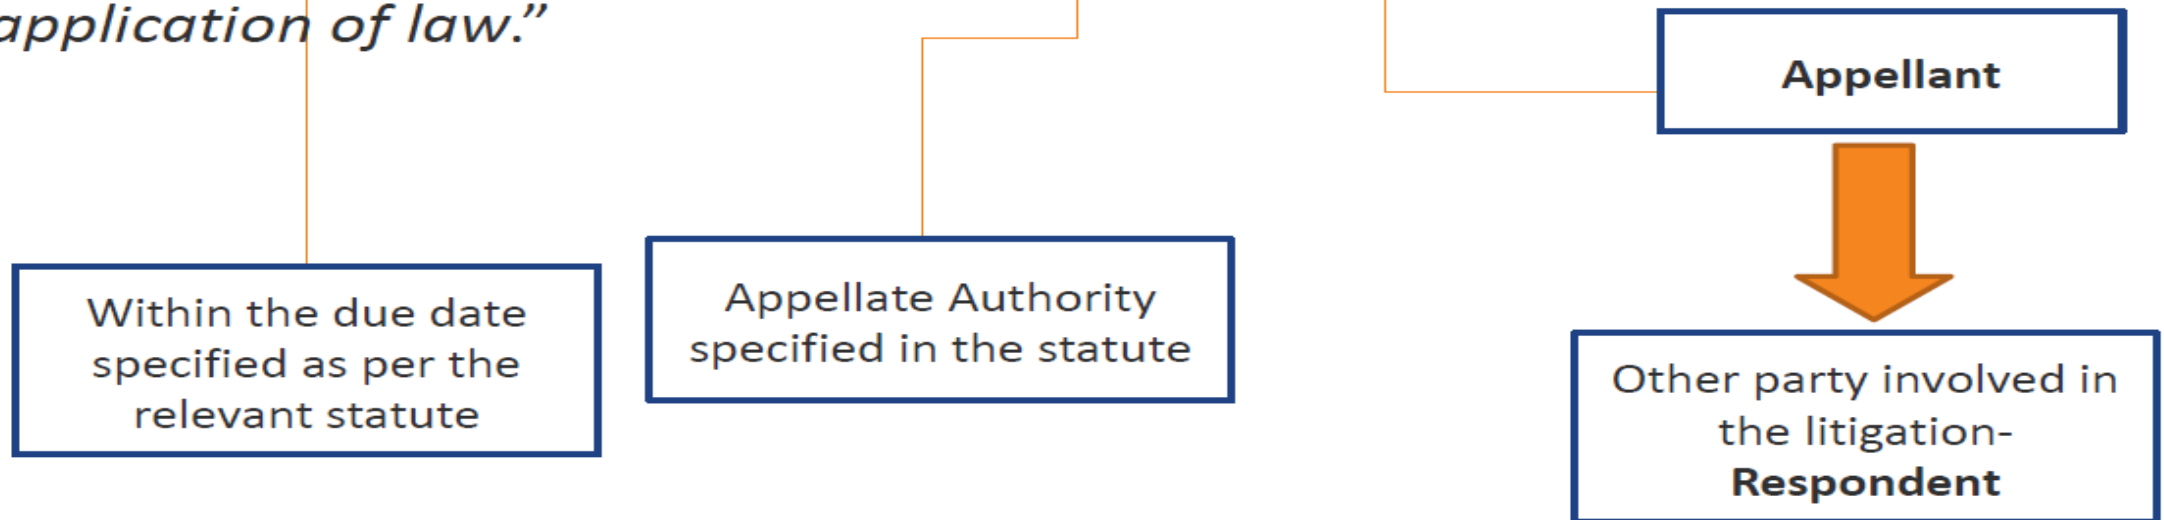 application of law.”
Appellant
Within the due date
specified as per the
relevant statute
Appellate Authority
specified in the statute
Other party involved in
the litigation-
Respondent